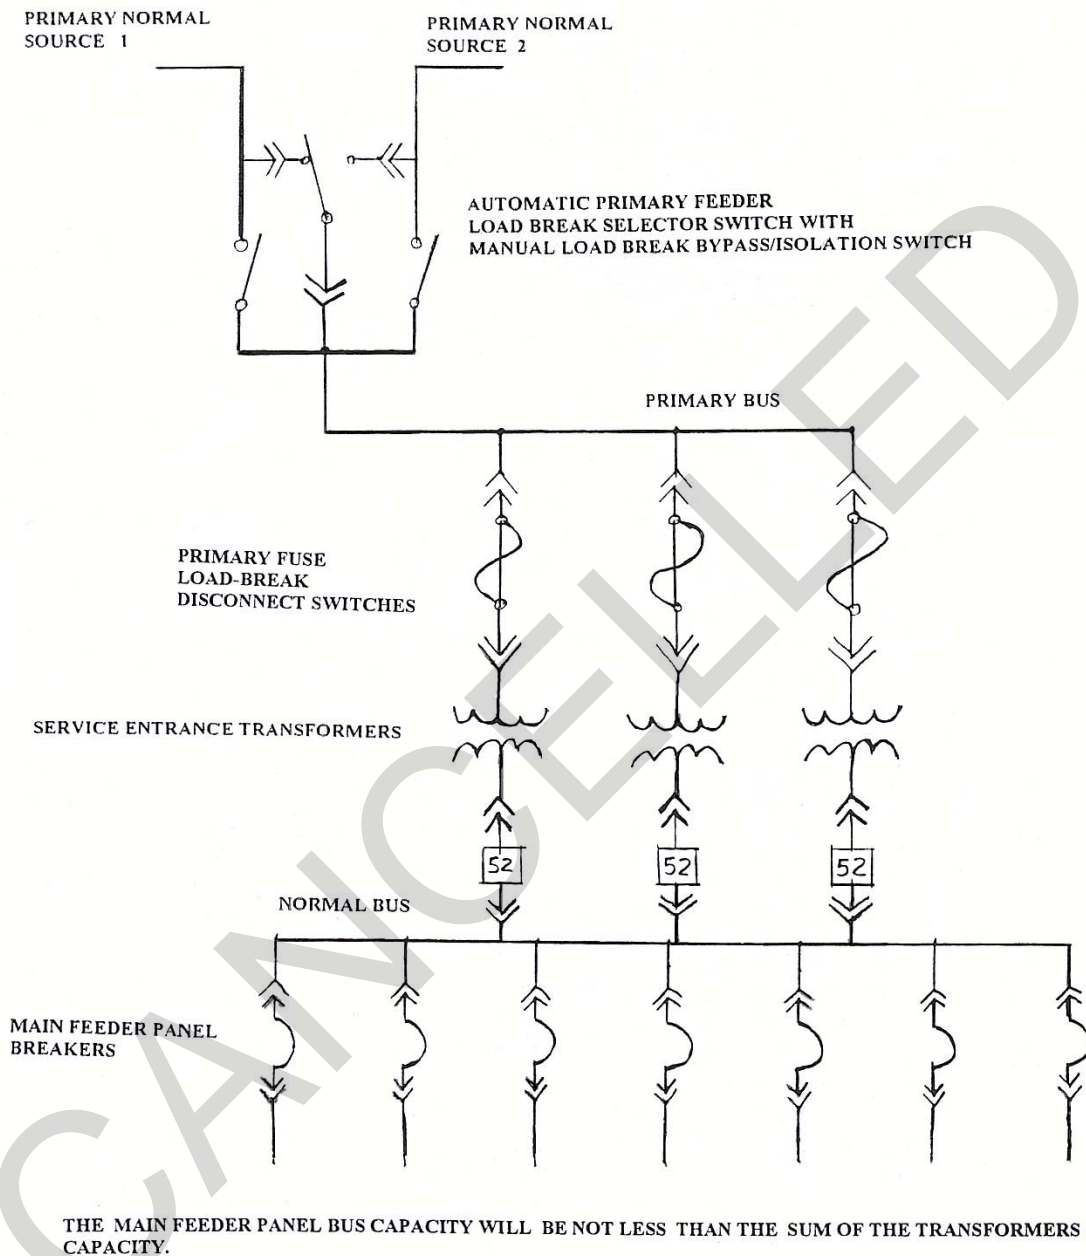 PRIMARY NORMAL
SOURCE 1
PRIMARY NORMAL
SOURCE 2
AUTOMATIC PRIMARY FEEDER
LOAD BREAK SELECTOR SWITCH WITH
MANUAL LOAD BREAK BYPASS/ISOLATION SWITCH
PRIMARY BUS
PRIMARY FUSE
LOAD-BREAK
DISCONNECT SWITCHES
SERVICE ENTRANCE TRANSFORMERS
52
52
52
NORMAL BUS
MAIN FEEDER PANEL
BREAKERS
THE MAIN FEEDER PANEL BUS CAPACITY WILL BE NOT LESS THAN THE SUM OF THE TRANSFORMERS
CAPACITY.
CANCELLED